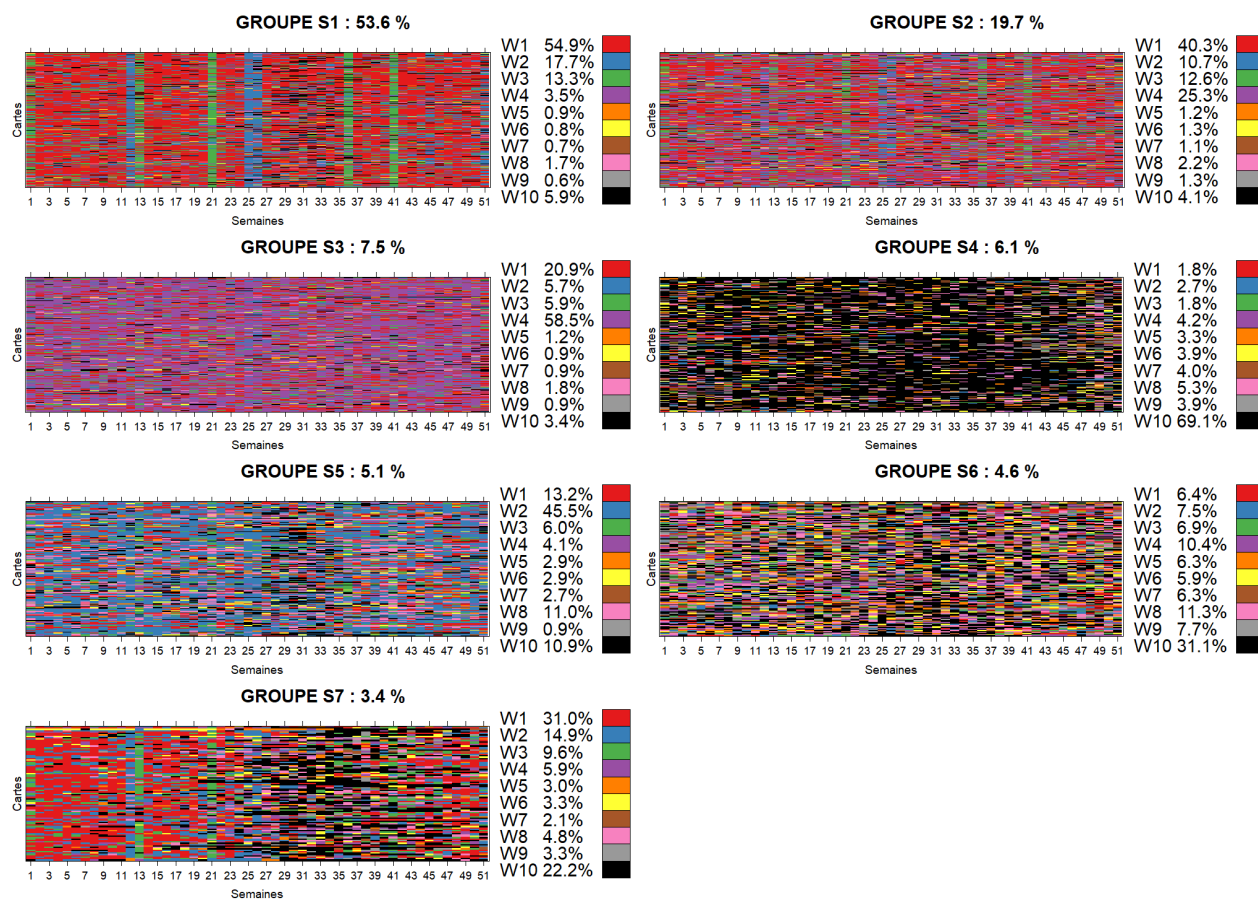 GROUPE S1 : 53.6 %
W1 54.9%
W2 17.7%
W3 13.3%
W4 3.5%
W5 0.9%
W6 0.8%
W7 0.7%
W8 1.7%
W9 0.6%
W10 5.9%
Cartes
1 3 5 7 9 11 13 15 17 19 21 23 25 27 29 31 33 35 37 39 41 43 45 47 49 51
Semaines
GROUPE S2 : 19.7 %
W1 40.3%
W2 10.7%
W3 12.6%
W4 25.3%
W5 1.2%
W6 1.3%
W7 1.1%
W8 2.2%
W9 1.3%
W10 4.1%
Cartes
1 3 5 7 9 11 13 15 17 19 21 23 25 27 29 31 33 35 37 39 41 43 45 47 49 51
Semaines
GROUPE S3 : 7.5 %
W1 20.9%
W2 5.7%
W3 5.9%
W4 58.5%
W5 1.2%
W6 0.9%
W7 0.9%
W8 1.8%
W9 0.9%
W10 3.4%
Cartes
1 3 5 7 9 11 13 15 17 19 21 23 25 27 29 31 33 35 37 39 41 43 45 47 49 51
Semaines
GROUPE S4 : 6.1 %
W1 1.8%
W2 2.7%
W3 1.8%
W4 4.2%
W5 3.3%
W6 3.9%
W7 4.0%
W8 5.3%
W9 3.9%
W10 69.1%
Cartes
1 3 5 7 9 11 13 15 17 19 21 23 25 27 29 31 33 35 37 39 41 43 45 47 49 51
Semaines
GROUPE S5 : 5.1 %
W1 13.2%
W2 45.5%
W3 6.0%
W4 4.1%
W5 2.9%
W6 2.9%
W7 2.7%
W8 11.0%
W9 0.9%
W10 10.9%
Cartes
1 3 5 7 9 11 13 15 17 19 21 23 25 27 29 31 33 35 37 39 41 43 45 47 49 51
Semaines
GROUPE S6 : 4.6 %
W1 6.4%
W2 7.5%
W3 6.9%
W4 10.4%
W5 6.3%
W6 5.9%
W7 6.3%
W8 11.3%
W9 7.7%
W10 31.1%
Cartes
1 3 5 7 9 11 13 15 17 19 21 23 25 27 29 31 33 35 37 39 41 43 45 47 49 51
Semaines
GROUPE S7 : 3.4 %
W1 31.0%
W2 14.9%
W3 9.6%
W4 5.9%
W5 3.0%
W6 3.3%
W7 2.1%
W8 4.8%
W9 3.3%
W10 22.2%
Cartes
1 3 5 7 9 11 13 15 17 19 21 23 25 27 29 31 33 35 37 39 41 43 45 47 49 51
Semaines